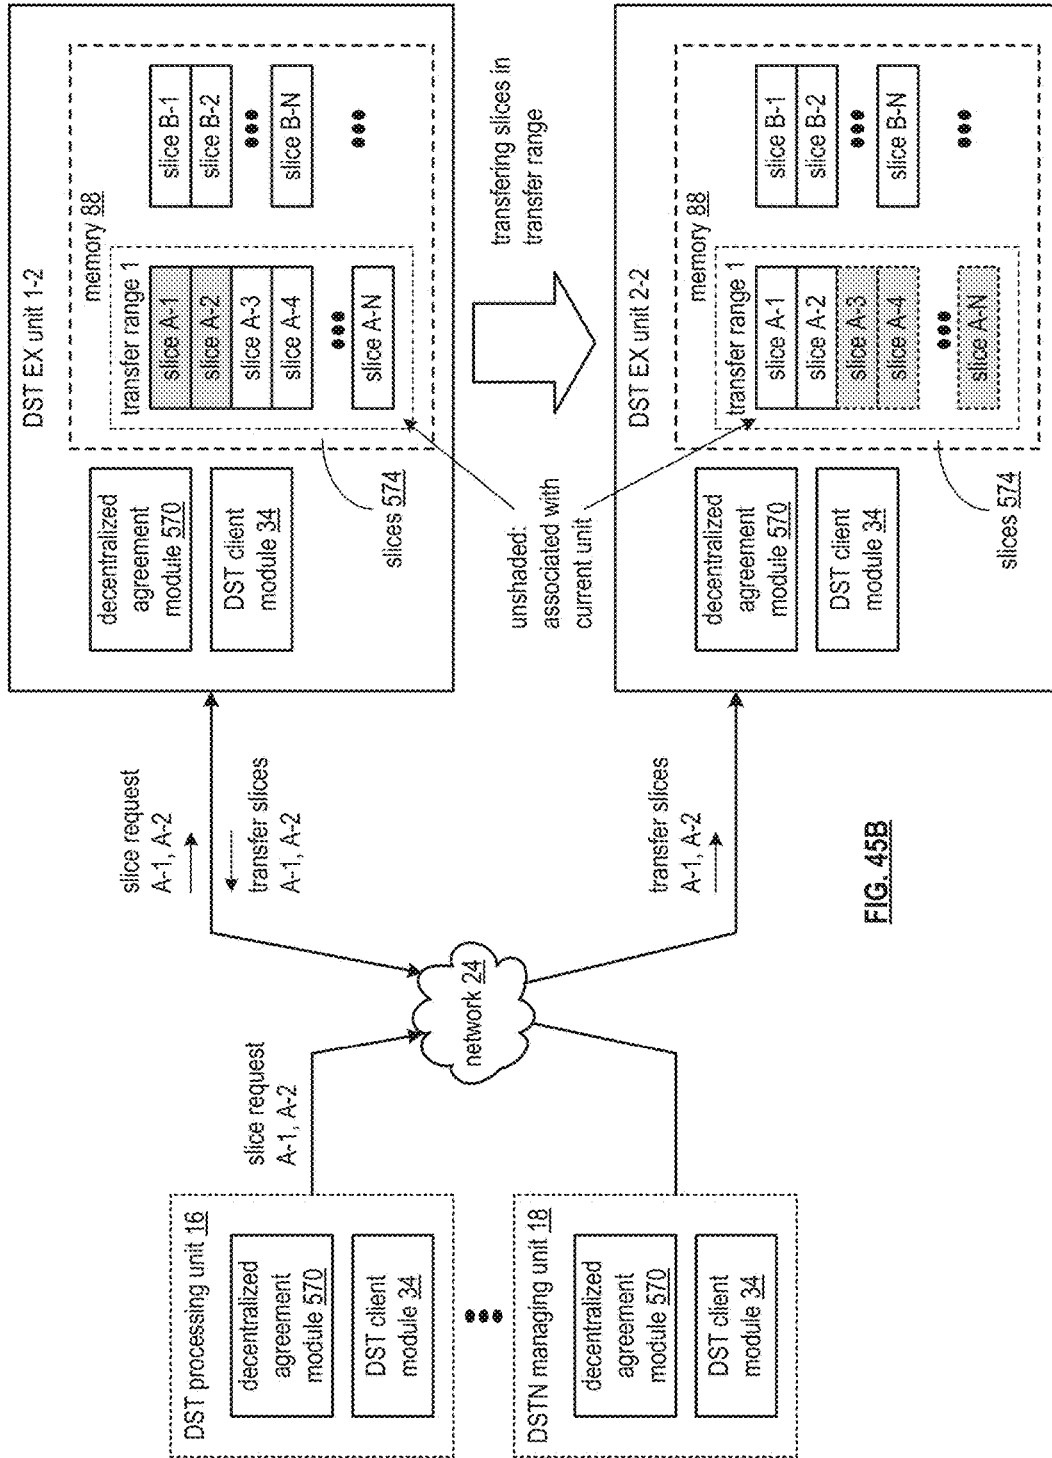 DST processing unit 16
decentralized
agreement
module 570
DST client
module 34
DSTN managing unit 18
decentralized
agreement
module 570
DST client
module 34
slice request
A-1, A-2
network 24
slice request
A-1, A-2
transfer slices
A-1, A-2
transfer slices
A-1, A-2
DST EX unit 1-2
decentralized
agreement
module 570
DST client
module 34
slices 574
memory 88
transfer range 1
slice A-1
slice A-2
slice A-3
slice A-4
slice A-N
slice B-1
slice B-2
slice B-N
unshaded:
associated with
current unit
transfering slices in
transfer range
DST EX unit 2-2
decentralized
agreement
module 570
DST client
module 34
slices 574
memory 88
transfer range 1
slice A-1
slice A-2
slice A-3
slice A-4
slice A-N
slice B-1
slice B-2
slice B-N
FIG. 45B